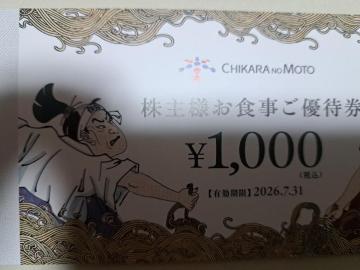 CHIKARA NO MOTO
株主様お食事ご優待券
¥1,000
(税込)
【有効期限】2026.7.31